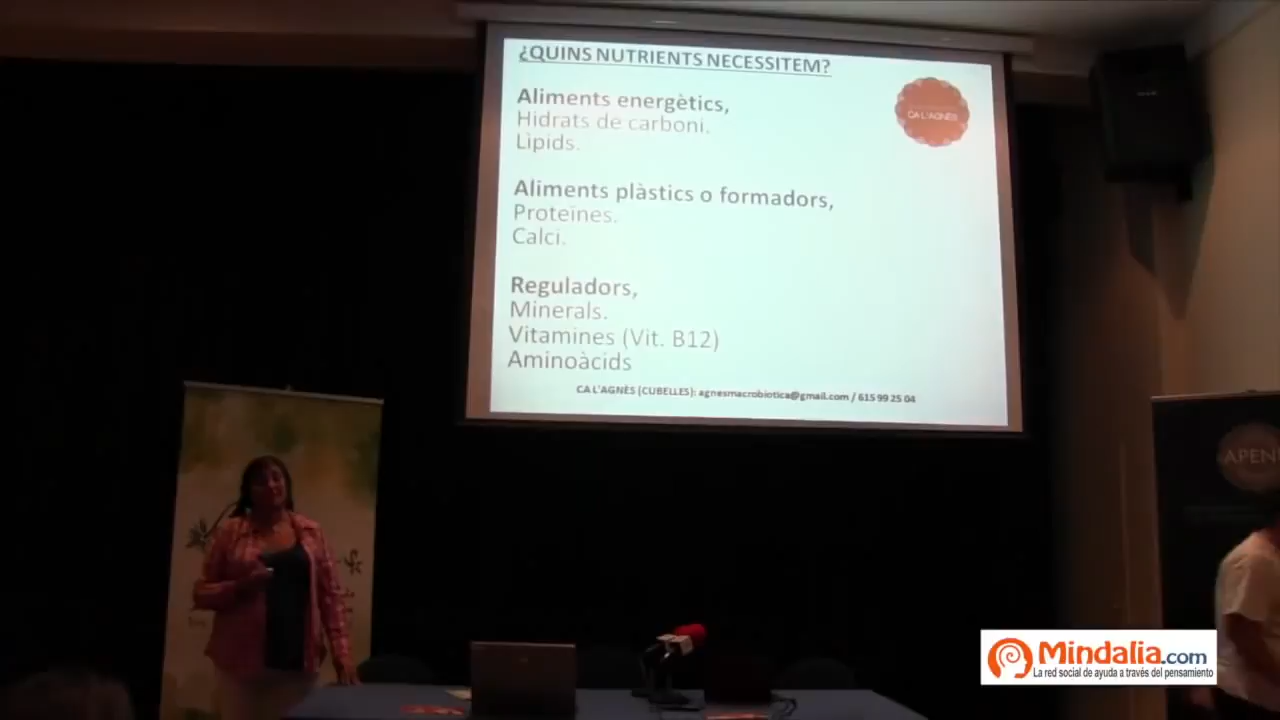 ¿QUINS NUTRIENTS NECESSITEM?
Aliments energètics,
Hidrats de carboni.
Lìpids.
CA L'AGNÈS
Aliments plàstics o formadors,
Proteïnes.
Calci.
Reguladors,
Minerals.
Vitamines (Vit. B12)
Aminoàcids
CA L'AGNÈS (CUBELLES): agnesmacrobiotica@gmail.com / 615 99 25 04
APEN
Mindalia.com
La red social de ayuda a través del pensamiento